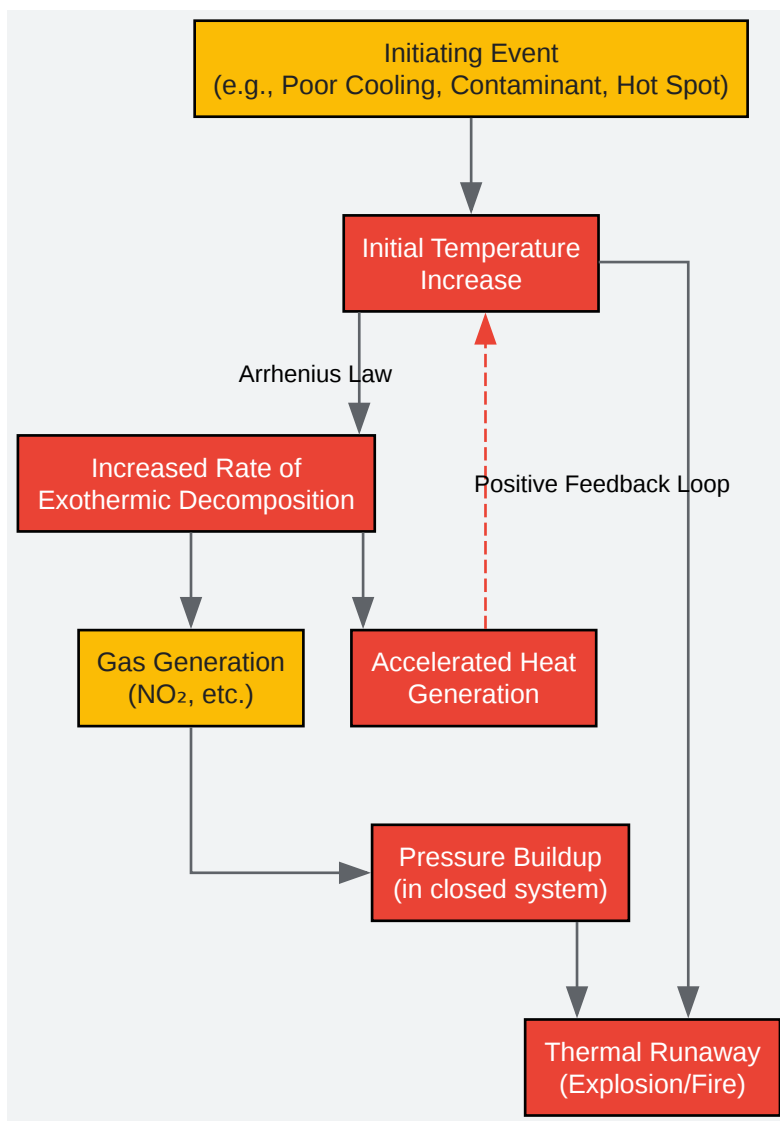 Initiating Event
(e.g., Poor Cooling, Contaminant, Hot Spot)
Initial Temperature
Increase
Arrhenius Law
Increased Rate of
Exothermic Decomposition
Positive Feedback Loop
Gas Generation
(NO₂, etc.)
Accelerated Heat
Generation
Pressure Buildup
(in closed system)
Thermal Runaway
(Explosion/Fire)